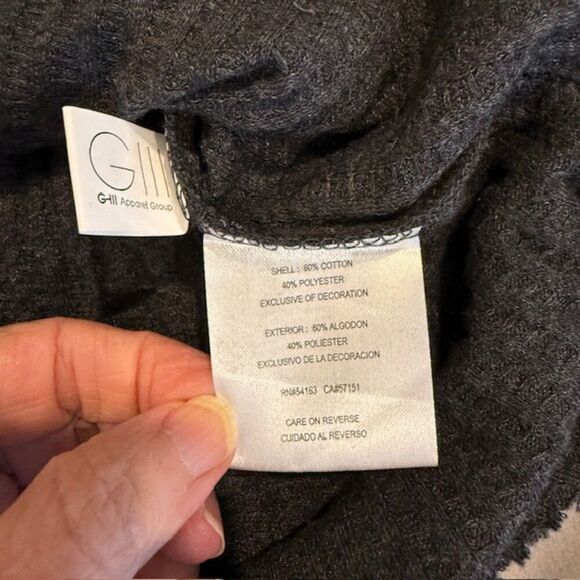 GIII
G-III Apparel Group
SHELL: 60% COTTON
40% POLYESTER
EXCLUSIVE OF DECORATION
EXTERIOR: 60% ALGODON
40% POLIESTER
EXCLUSIVO DE LA DECORACION
RN#54163 CA#57151
CARE ON REVERSE
CUIDADO AL REVERSO